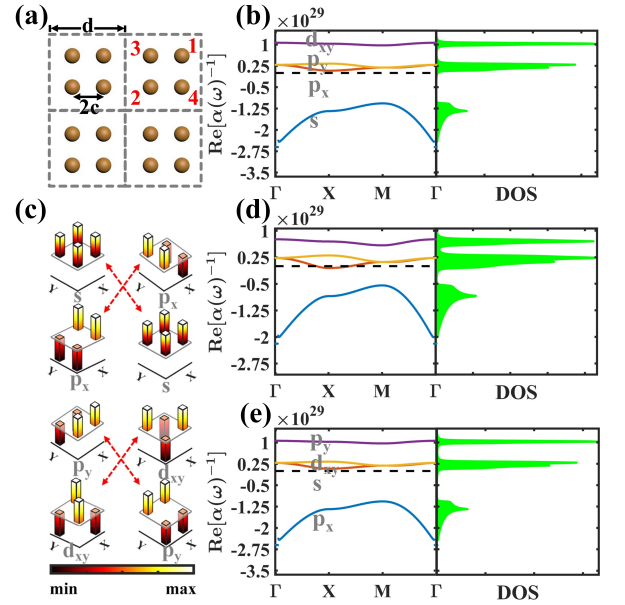 (a)
d
3
1
2
4
2c
(b)
×10^29
Re[α(ω)^−1]
1
0.25
-0.5
-1.25
-2
-2.75
-3.5
d_xy
p_y
p_x
s
Γ X M Γ
DOS
(c)
Y X
s
Y X
p_x
Y X
p_x
Y X
s
Y X
p_y
Y X
d_xy
Y X
d_xy
Y X
p_y
min max
(d)
×10^29
Re[α(ω)^−1]
1
0.25
-0.5
-1.25
-2
-2.75
Γ X M Γ
DOS
(e)
×10^29
Re[α(ω)^−1]
1
0.25
-0.5
-1.25
-2
-2.75
-3.5
p_y
d_xy
s
p_x
Γ X M Γ
DOS